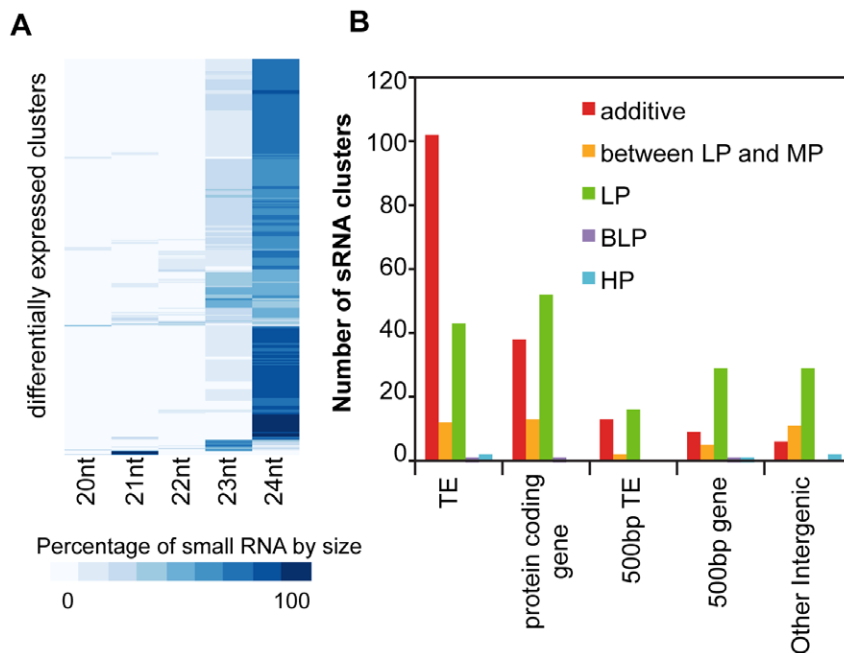 A
differentially expressed clusters
20nt
21nt
22nt
23nt
24nt
Percentage of small RNA by size
0
100
B
Number of sRNA clusters
120
100
80
60
40
20
0
additive
between LP and MP
LP
BLP
HP
TE
protein coding
gene
500bp TE
500bp gene
Other Intergenic